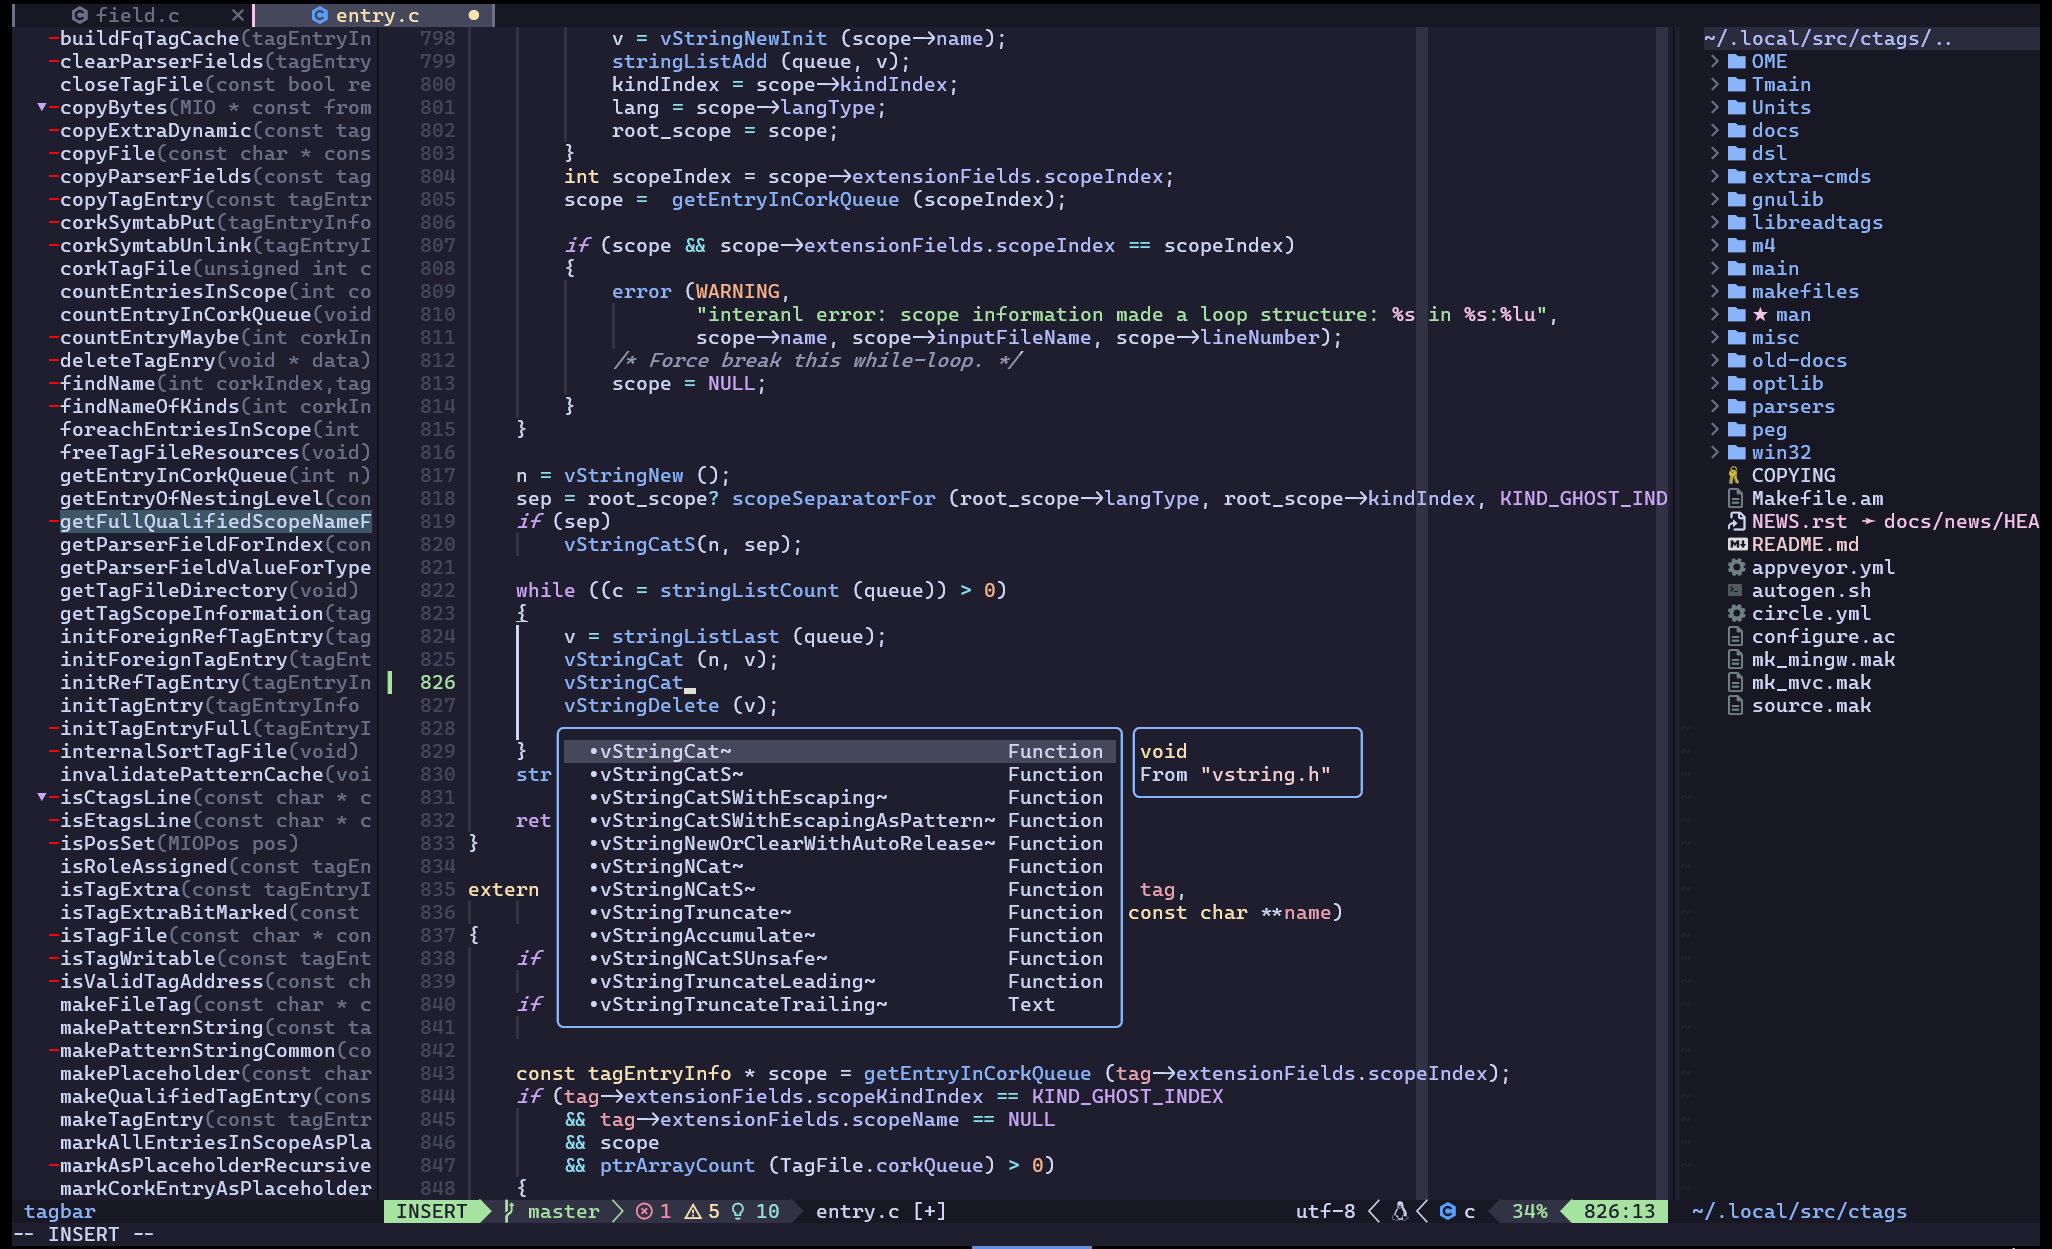 field.c ✕ entry.c ●
-buildFqTagCache(tagEntryIn
-clearParserFields(tagEntry
closeTagFile(const bool re
▼-copyBytes(MIO * const from
-copyExtraDynamic(const tag
-copyFile(const char * cons
-copyParserFields(const tag
-copyTagEntry(const tagEntr
-corkSymtabPut(tagEntryInfo
-corkSymtabUnlink(tagEntryI
corkTagFile(unsigned int c
countEntriesInScope(int co
countEntryInCorkQueue(void
-countEntryMaybe(int corkIn
-deleteTagEnry(void * data)
-findName(int corkIndex,tag
-findNameOfKinds(int corkIn
foreachEntriesInScope(int
freeTagFileResources(void)
getEntryInCorkQueue(int n)
getEntryOfNestingLevel(con
-getFullQualifiedScopeNameF
getParserFieldForIndex(con
getParserFieldValueForType
getTagFileDirectory(void)
getTagScopeInformation(tag
initForeignRefTagEntry(tag
initForeignTagEntry(tagEnt
initRefTagEntry(tagEntryIn
initTagEntry(tagEntryInfo
-initTagEntryFull(tagEntryI
-internalSortTagFile(void)
invalidatePatternCache(voi
▼-isCtagsLine(const char * c
-isEtagsLine(const char * c
-isPosSet(MIOPos pos)
isRoleAssigned(const tagEn
isTagExtra(const tagEntryI
isTagExtraBitMarked(const
-isTagFile(const char * con
-isTagWritable(const tagEnt
-isValidTagAddress(const ch
makeFileTag(const char * c
makePatternString(const ta
-makePatternStringCommon(co
makePlaceholder(const char
makeQualifiedTagEntry(cons
makeTagEntry(const tagEntr
markAllEntriesInScopeAsPla
-markAsPlaceholderRecursive
markCorkEntryAsPlaceholder
tagbar
798 v = vStringNewInit (scope->name);
799 stringListAdd (queue, v);
800 kindIndex = scope->kindIndex;
801 lang = scope->langType;
802 root_scope = scope;
803 }
804 int scopeIndex = scope->extensionFields.scopeIndex;
805 scope =  getEntryInCorkQueue (scopeIndex);
806
807 if (scope && scope->extensionFields.scopeIndex == scopeIndex)
808 {
809 error (WARNING,
810 "interanl error: scope information made a loop structure: %s in %s:%lu",
811 scope->name, scope->inputFileName, scope->lineNumber);
812 /* Force break this while-loop. */
813 scope = NULL;
814 }
815 }
816
817 n = vStringNew ();
818 sep = root_scope? scopeSeparatorFor (root_scope->langType, root_scope->kindIndex, KIND_GHOST_IND
819 if (sep)
820 vStringCatS(n, sep);
821
822 while ((c = stringListCount (queue)) > 0)
823 {
824 v = stringListLast (queue);
825 vStringCat (n, v);
826 vStringCat
827 vStringDelete (v);
828
829 }
830 str
831
832 ret
833 }
834
835 extern tag,
836 const char **name)
837 {
838 if
839
840 if
841
842
843 const tagEntryInfo * scope = getEntryInCorkQueue (tag->extensionFields.scopeIndex);
844 if (tag->extensionFields.scopeKindIndex == KIND_GHOST_INDEX
845 && tag->extensionFields.scopeName == NULL
846 && scope
847 && ptrArrayCount (TagFile.corkQueue) > 0)
848 {
•vStringCat~ Function
•vStringCatS~ Function
•vStringCatSWithEscaping~ Function
•vStringCatSWithEscapingAsPattern~ Function
•vStringNewOrClearWithAutoRelease~ Function
•vStringNCat~ Function
•vStringNCatS~ Function
•vStringTruncate~ Function
•vStringAccumulate~ Function
•vStringNCatSUnsafe~ Function
•vStringTruncateLeading~ Function
•vStringTruncateTrailing~ Text
void
From "vstring.h"
~/.local/src/ctags/..
OME
Tmain
Units
docs
dsl
extra-cmds
gnulib
libreadtags
m4
main
makefiles
★ man
misc
old-docs
optlib
parsers
peg
win32
COPYING
Makefile.am
NEWS.rst ➛ docs/news/HEA
README.md
appveyor.yml
autogen.sh
circle.yml
configure.ac
mk_mingw.mak
mk_mvc.mak
source.mak
INSERT master 1 5 10 entry.c [+] utf-8 c 34% 826:13 ~/.local/src/ctags
-- INSERT --